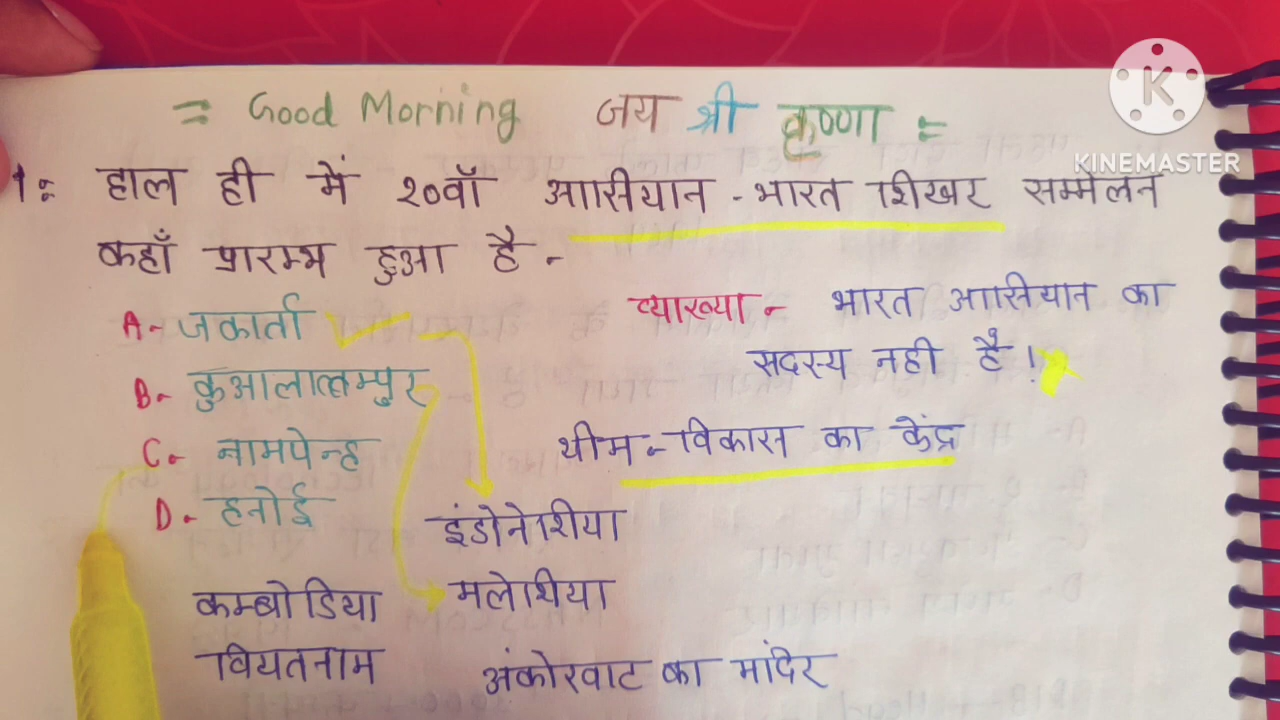 = Good Morning जय श्री कृष्णा =
KINEMASTER
1. हाल ही में २०वाँ आसियान - भारत शिखर सम्मेलन
कहाँ प्रारम्भ हुआ है -
A- जकार्ता
B- कुआलालम्पुर
C- नामपेन्ह
D- हनोई
व्याख्या - भारत आसियान का
सदस्य नही है!
थीम - विकास का केंद्र
इंडोनेशिया
मलेशिया
कम्बोडिया
वियतनाम
अंकोरवाट का मंदिर